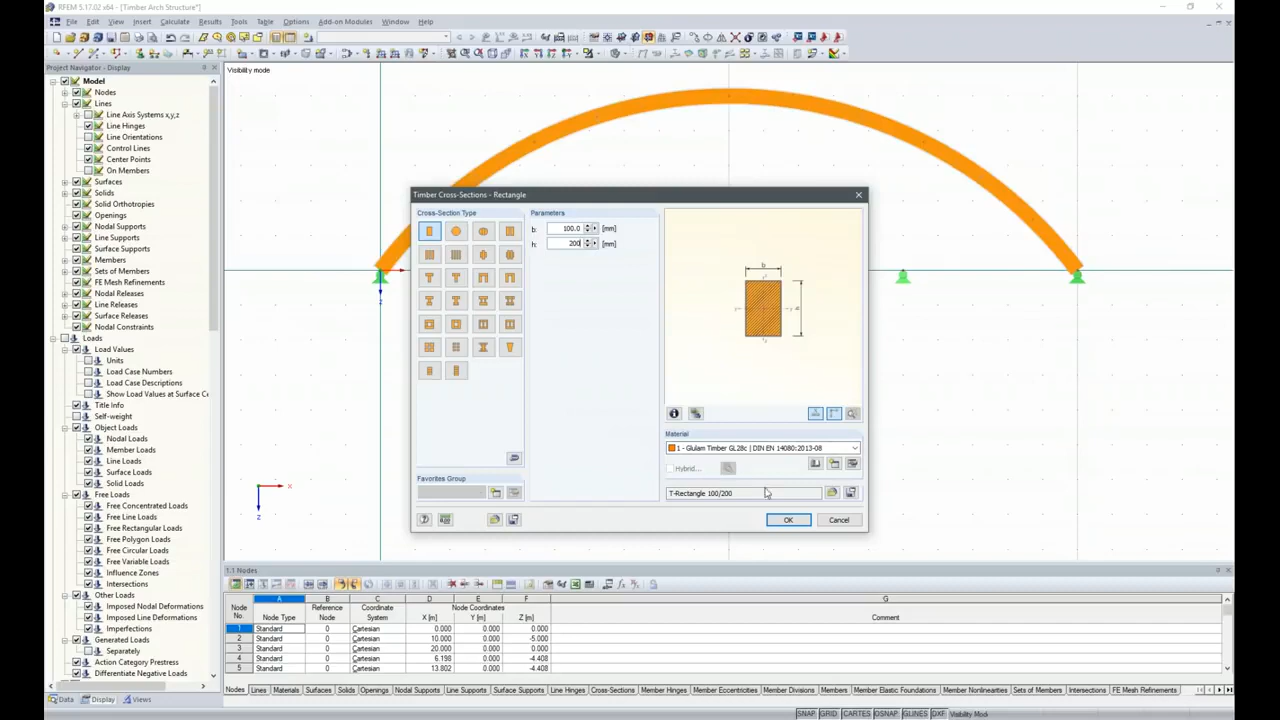 RFEM 5.17.02 x64 - [Timber Arch Structure*]
File Edit View Insert Calculate Results Tools Table Options Add-on Modules Window Help
Project Navigator - Display
Model
Nodes
Lines
Line Axis Systems x,y,z
Line Hinges
Line Orientations
Control Lines
Center Points
On Members
Surfaces
Solids
Solid Orthotropies
Openings
Nodal Supports
Line Supports
Surface Supports
Members
Sets of Members
FE Mesh Refinements
Nodal Releases
Line Releases
Surface Releases
Nodal Constraints
Loads
Load Values
Units
Load Case Numbers
Load Case Descriptions
Show Load Values at Surface Ce
Title Info
Self-weight
Object Loads
Nodal Loads
Member Loads
Line Loads
Surface Loads
Solid Loads
Free Loads
Free Concentrated Loads
Free Line Loads
Free Rectangular Loads
Free Polygon Loads
Free Circular Loads
Free Variable Loads
Influence Zones
Intersections
Other Loads
Imposed Nodal Deformations
Imposed Line Deformations
Imperfections
Generated Loads
Separately
Action Category Prestress
Differentiate Negative Loads
Data Display Views
Visibility mode
x
z
z
Timber Cross-Sections - Rectangle
Cross-Section Type
Parameters
b: 100.0 [mm]
h: 200 [mm]
b
h
Favorites Group
Material
1 - Glulam Timber GL28c | DIN EN 14080:2013-08
Hybrid...
T-Rectangle 100/200
OK Cancel
1.1 Nodes
A B C D E F G
Node No. Node Type Reference Node Coordinate System Node Coordinates X [m] Y [m] Z [m] Comment
1 Standard 0 Cartesian 0.000 0.000 0.000
2 Standard 0 Cartesian 10.000 0.000 -5.000
3 Standard 0 Cartesian 20.000 0.000 0.000
4 Standard 0 Cartesian 6.198 0.000 -4.408
5 Standard 0 Cartesian 13.802 0.000 -4.408
Nodes Lines Materials Surfaces Solids Openings Nodal Supports Line Supports Surface Supports Line Hinges Cross-Sections Member Hinges Member Eccentricities Member Divisions Members Member Elastic Foundations Member Nonlinearities Sets of Members Intersections FE Mesh Refinements
SNAP GRID CARTES OSNAP GLINES DXF Visibility Mod